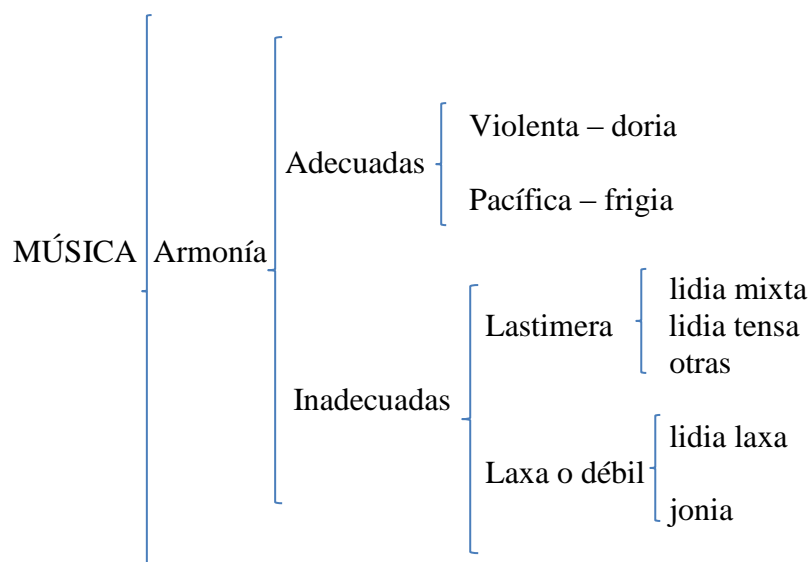 MÚSICA
Armonía
Adecuadas
Violenta – doria
Pacífica – frigia
Inadecuadas
Lastimera
lidia mixta
lidia tensa
otras
Laxa o débil
lidia laxa
jonia